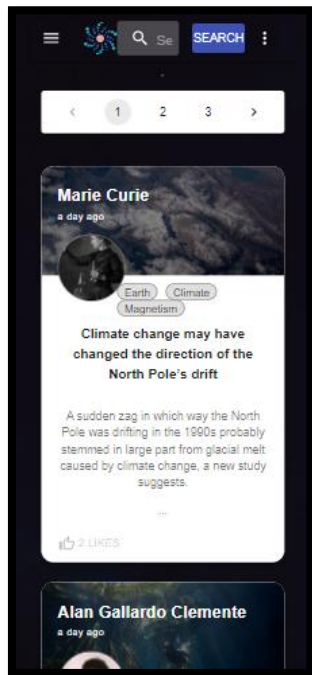 Se
SEARCH
1 2 3
Marie Curie
a day ago
Earth Climate
Magnetism
Climate change may have
changed the direction of the
North Pole's drift
A sudden zag in which way the North
Pole was drifting in the 1990s probably
stemmed in large part from glacial melt
caused by climate change, a new study
suggests.
...
2 LIKES
Alan Gallardo Clemente
a day ago